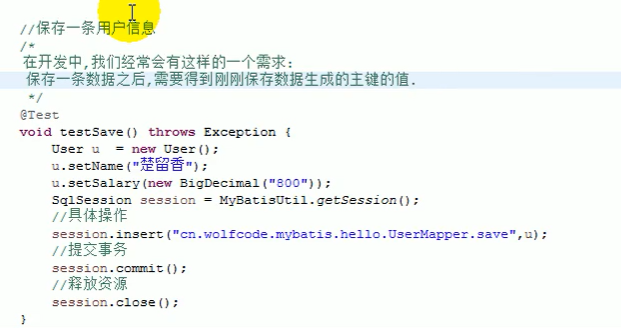 //保存一条用户信息
/*
在开发中,我们经常会有这样的一个需求:
保存一条数据之后,需要得到刚刚保存数据生成的主键的值.
*/
@Test
void testSave() throws Exception {
User u = new User();
u.setName("楚留香");
u.setSalary(new BigDecimal("800"));
SqlSession session = MyBatisUtil.getSession();
//具体操作
session.insert("cn.wolfcode.mybatis.hello.UserMapper.save",u);
//提交事务
session.commit();
//释放资源
session.close();
}